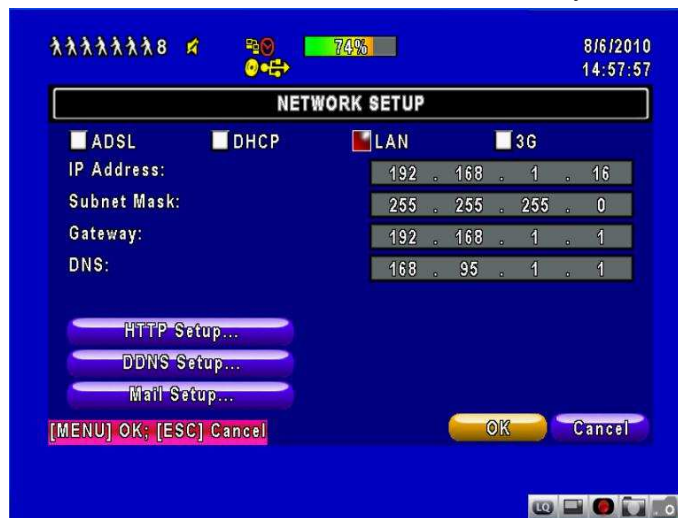 8 74% 8/6/2010
14:57:57
NETWORK SETUP
ADSL DHCP LAN 3G
IP Address: 192 . 168 . 1 . 16
Subnet Mask: 255 . 255 . 255 . 0
Gateway: 192 . 168 . 1 . 1
DNS: 168 . 95 . 1 . 1
HTTP Setup...
DDNS Setup...
Mail Setup...
[MENU] OK; [ESC] Cancel OK Cancel
LQ